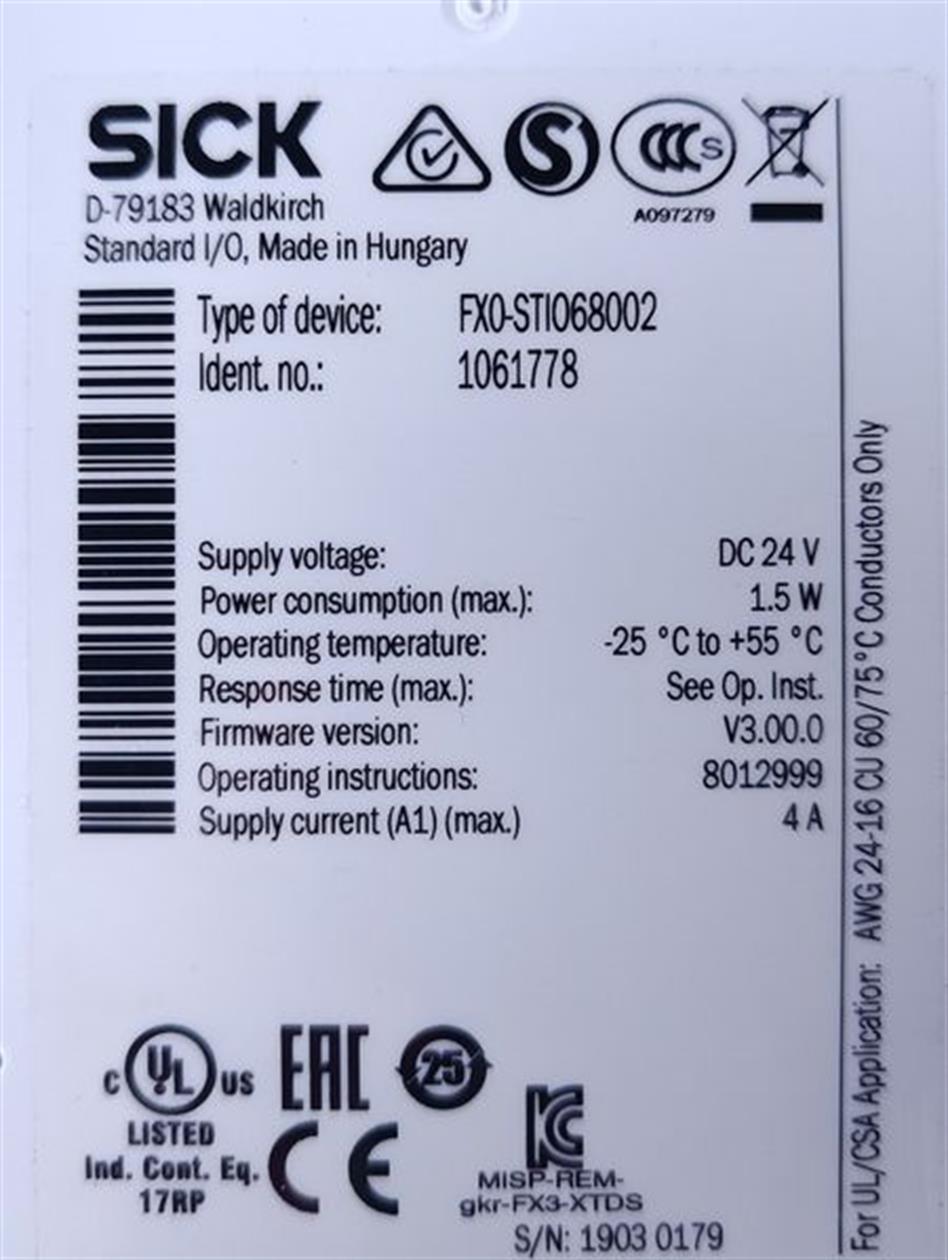 SICK
D-79183 Waldkirch
Standard I/O, Made in Hungary
A097279
Type of device: FX0-STIO68002
Ident. no.: 1061778
Supply voltage: DC 24 V
Power consumption (max.): 1.5 W
Operating temperature: -25 °C to +55 °C
Response time (max.): See Op. Inst.
Firmware version: V3.00.0
Operating instructions: 8012999
Supply current (A1) (max.) 4 A
For UL/CSA Application: AWG 24-16 CU 60/75°C Conductors Only
C UL US
LISTED
Ind. Cont. Eq.
17RP
EAC
25
CE
KC
MISP-REM-
gkr-FX3-XTDS
S/N: 1903 0179
CCC S